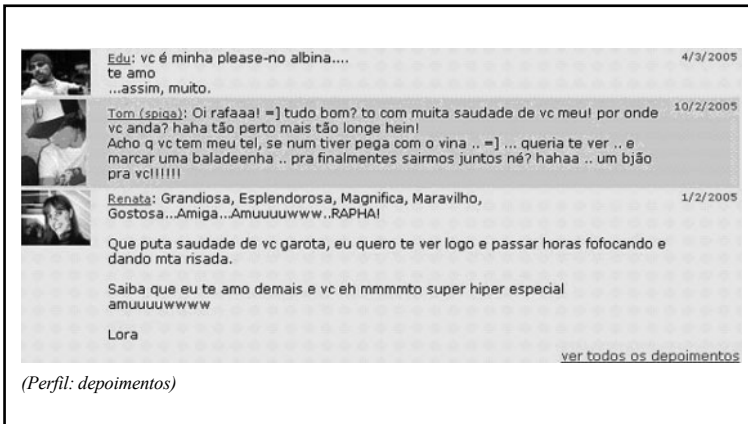 Edu: vc é minha please-no albina.... 4/3/2005
te amo
...assim, muito.
Tom (spiga): Oi rafaaa! =] tudo bom? to com muita saudade de vc meu! por onde 10/2/2005
vc anda? haha tão perto mais tão longe hein!
Acho q vc tem meu tel, se num tiver pega com o vina .. =] ... queria te ver .. e
marcar uma baladeenha .. pra finalmentes sairmos juntos né? hahaa .. um bjão
pra vc!!!!!!
Renata: Grandiosa, Esplendorosa, Magnifica, Maravilho, 1/2/2005
Gostosa...Amiga...Amuuuuwww..RAPHA!
Que puta saudade de vc garota, eu quero te ver logo e passar horas fofocando e
dando mta risada.
Saiba que eu te amo demais e vc eh mmmmto super hiper especial
amuuuuwwww
Lora
ver todos os depoimentos
(Perfil: depoimentos)